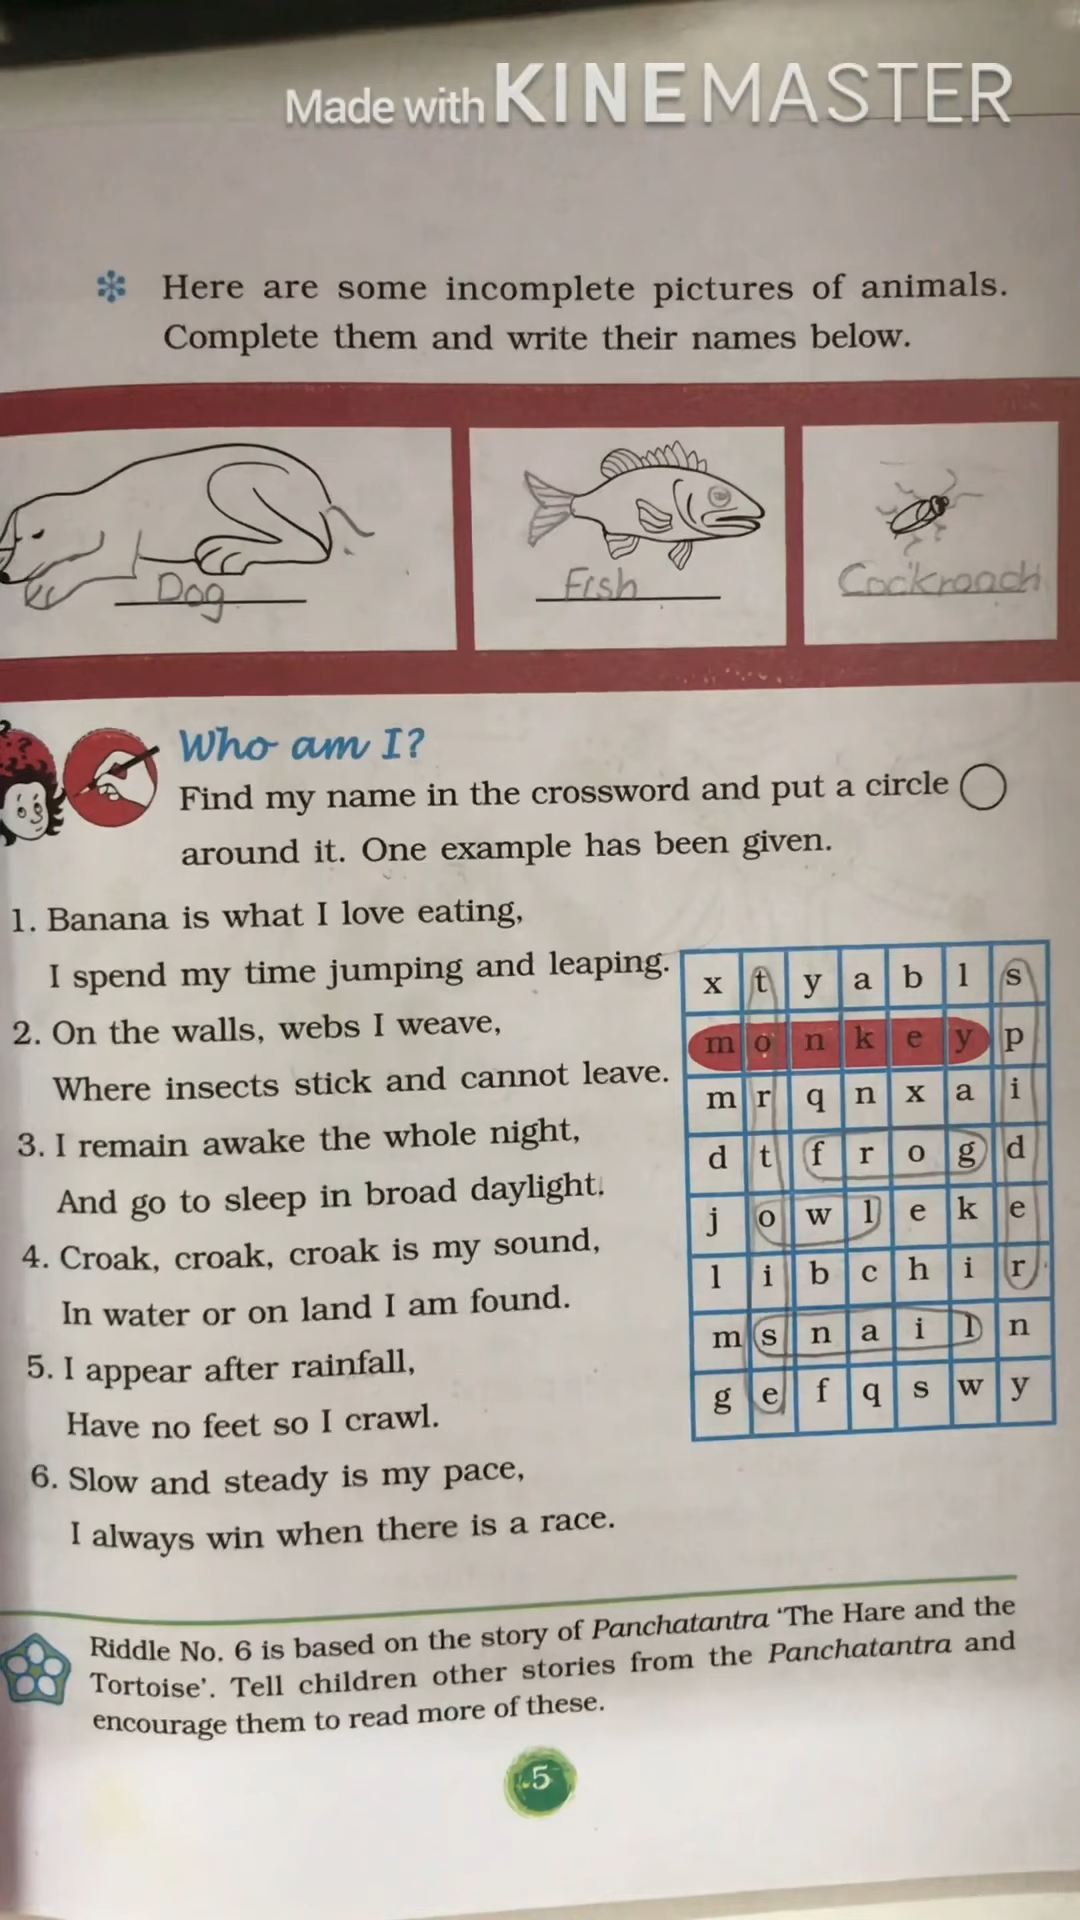 Made with KINEMASTER
Here are some incomplete pictures of animals.
Complete them and write their names below.
Dog
Fish
Cockroach
Who am I?
Find my name in the crossword and put a circle
around it. One example has been given.
1. Banana is what I love eating,
I spend my time jumping and leaping.
2. On the walls, webs I weave,
Where insects stick and cannot leave.
3. I remain awake the whole night,
And go to sleep in broad daylight.
4. Croak, croak, croak is my sound,
In water or on land I am found.
5. I appear after rainfall,
Have no feet so I crawl.
6. Slow and steady is my pace,
I always win when there is a race.
x t y a b l s
m o n k e y p
m r q n x a i
d t f r o g d
j o w l e k e
l i b c h i r
m s n a i l n
g e f q s w y
Riddle No. 6 is based on the story of Panchatantra 'The Hare and the
Tortoise'. Tell children other stories from the Panchatantra and
encourage them to read more of these.
5